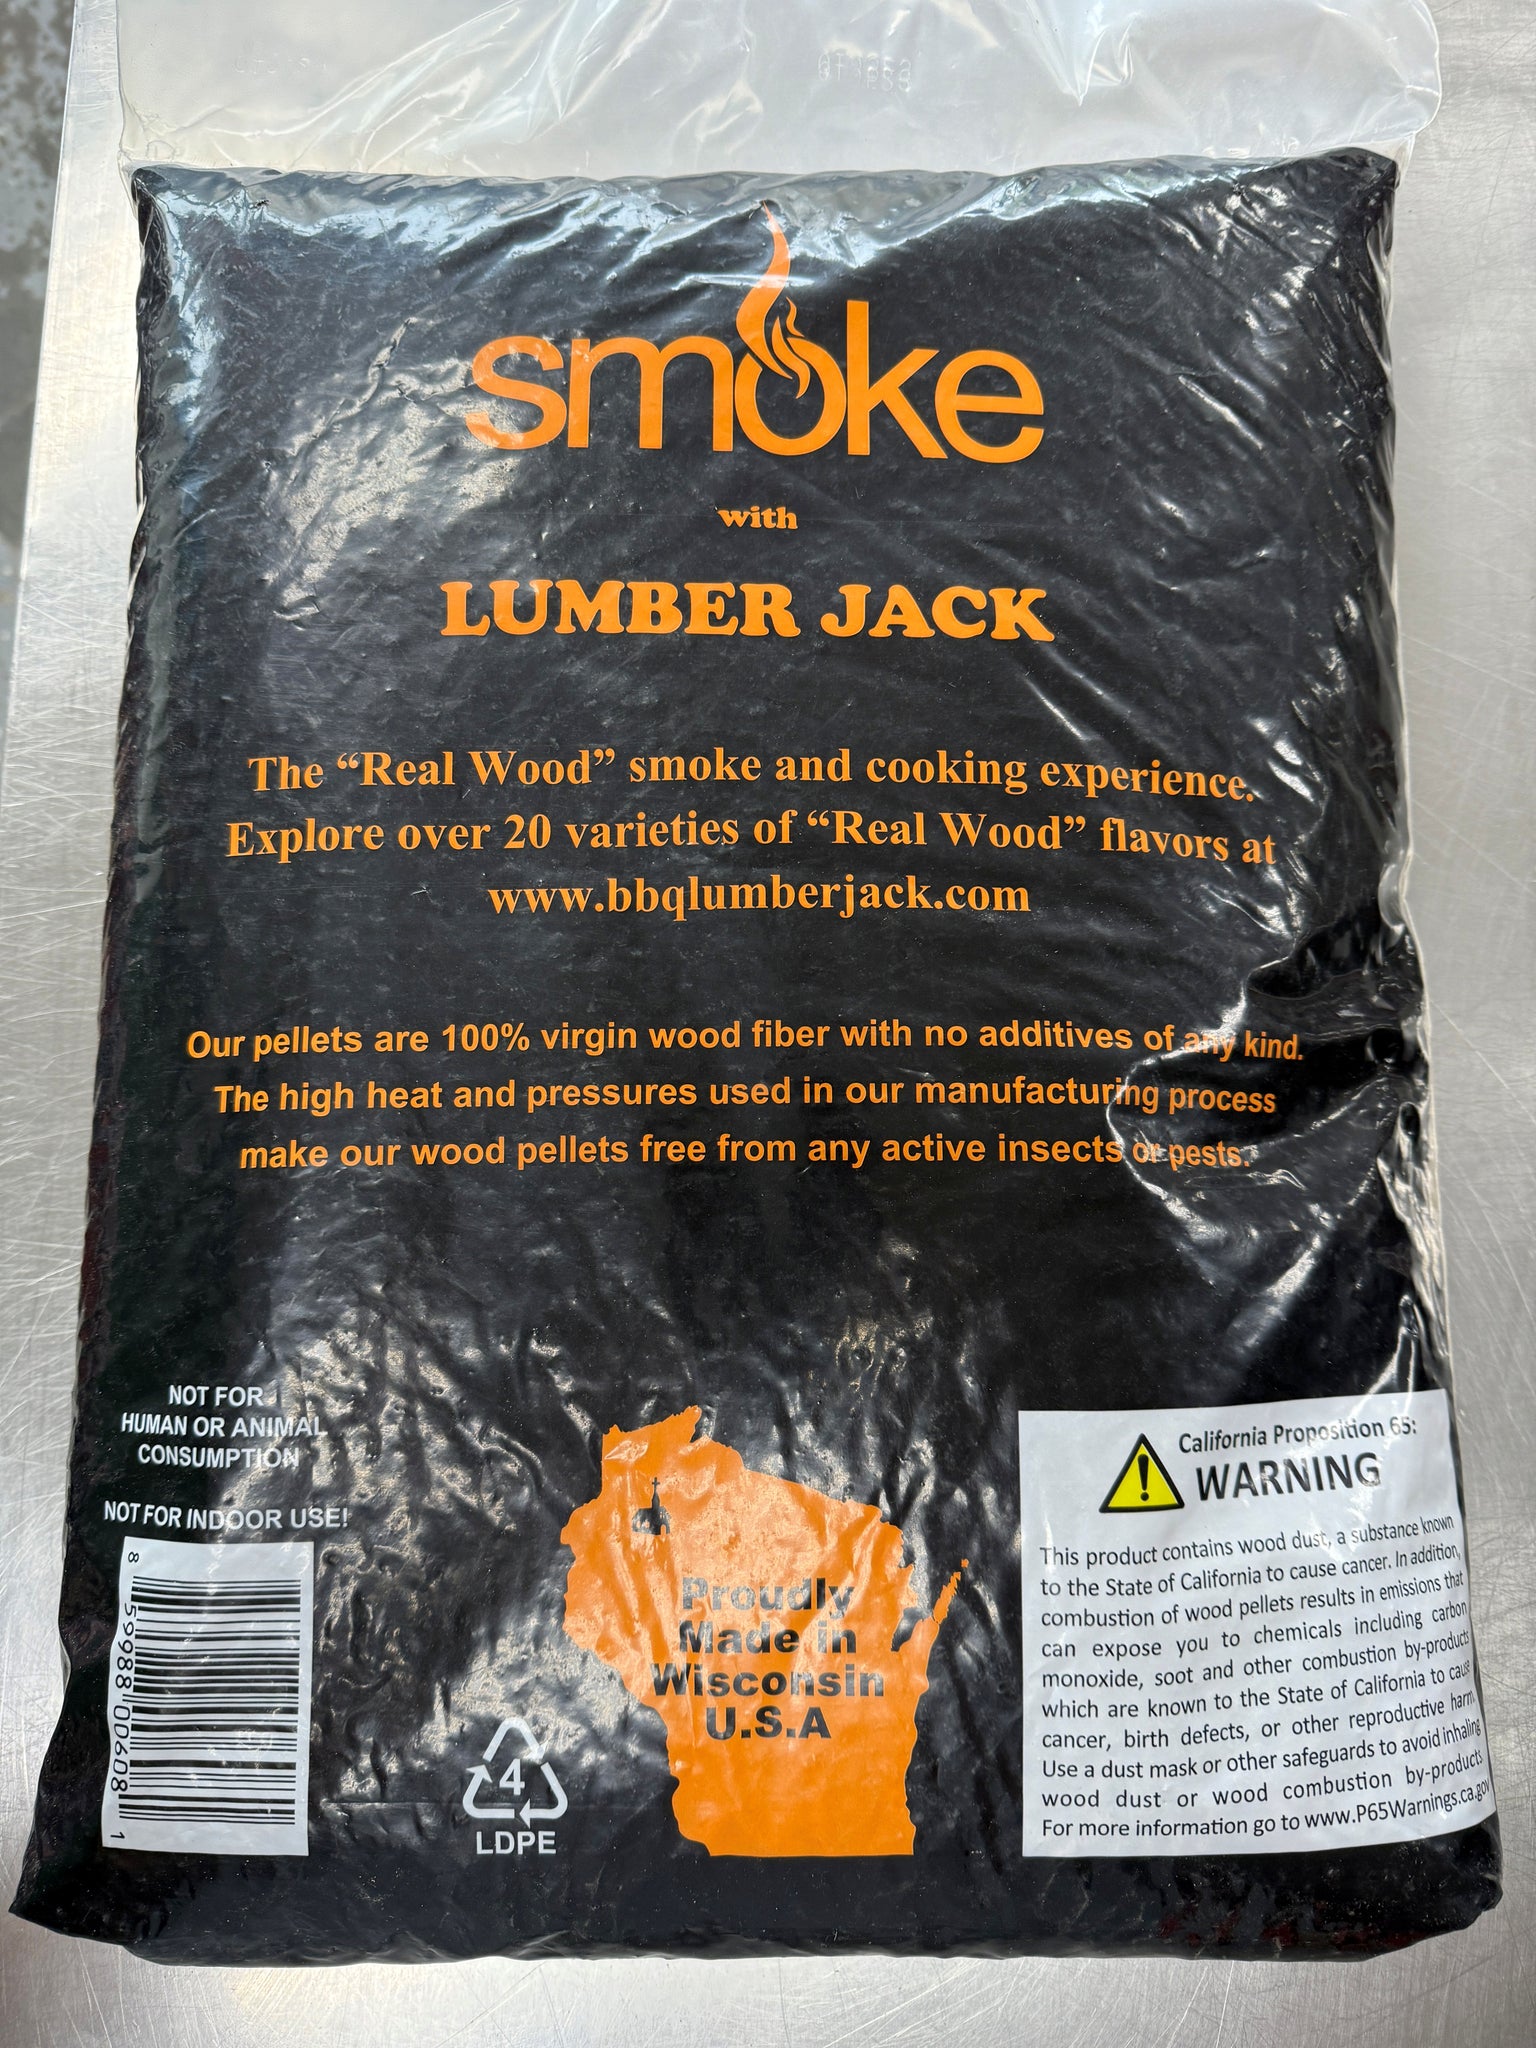 smoke
with
LUMBER JACK
The “Real Wood” smoke and cooking experience.
Explore over 20 varieties of “Real Wood” flavors at
www.bbqlumberjack.com
Our pellets are 100% virgin wood fiber with no additives of any kind.
The high heat and pressures used in our manufacturing process
make our wood pellets free from any active insects or pests.
NOT FOR
HUMAN OR ANIMAL
CONSUMPTION
NOT FOR INDOOR USE!
8 59988 00608 1
4
LDPE
Proudly
Made in
Wisconsin
U.S.A
California Proposition 65:
WARNING
This product contains wood dust, a substance known
to the State of California to cause cancer. In addition,
combustion of wood pellets results in emissions that
can expose you to chemicals including carbon
monoxide, soot and other combustion by-products
which are known to the State of California to cause
cancer, birth defects, or other reproductive harm.
Use a dust mask or other safeguards to avoid inhaling
wood dust or wood combustion by-products
For more information go to www.P65Warnings.ca.gov